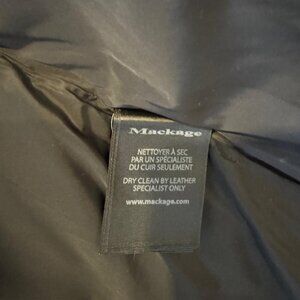 Mackage
NETTOYER À SEC
PAR UN SPÉCIALISTE
DU CUIR SEULEMENT
DRY CLEAN BY LEATHER
SPECIALIST ONLY
www.mackage.com